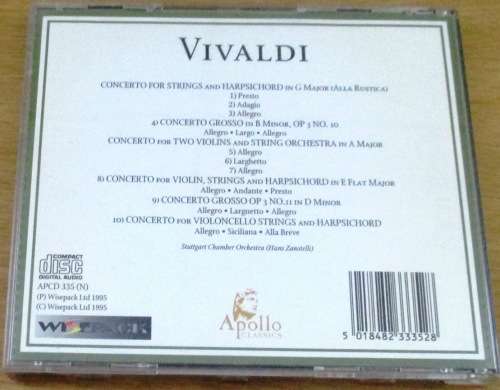 VIVALDI
CONCERTO FOR STRINGS AND HARPSICHORD IN G MAJOR (ALLA RUSTICA)
1) Presto
2) Adagio
3) Allegro
4) CONCERTO GROSSO IN B MINOR, OP 3 NO. 10
Allegro • Largo • Allegro
CONCERTO FOR TWO VIOLINS AND STRING ORCHESTRA IN A MAJOR
5) Allegro
6) Larghetto
7) Allegro
8) CONCERTO FOR VIOLIN, STRINGS AND HARPSICHORD IN E FLAT MAJOR
Allegro • Andante • Presto
9) CONCERTO GROSSO OP 3 NO.11 IN D MINOR
Allegro • Larghetto • Allegro
10) CONCERTO FOR VIOLONCELLO STRINGS AND HARPSICHORD
Allegro • Siciliana • Alla Breve
Stuttgart Chamber Orchestra (Hans Zanotelli)
COMPACT
disc
DIGITAL AUDIO
APCD 335 (N)
(P) Wisepack Ltd 1995
(C) Wisepack Ltd 1995
WISEPACK
Apollo
CLASSICS
5 018482 333528